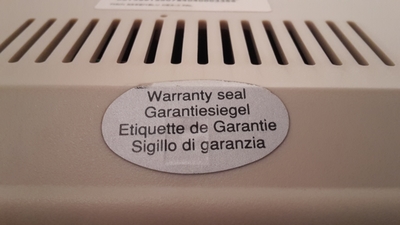 Warranty seal
Garantiesiegel
Etiquette de Garantie
Sigillo di garanzia